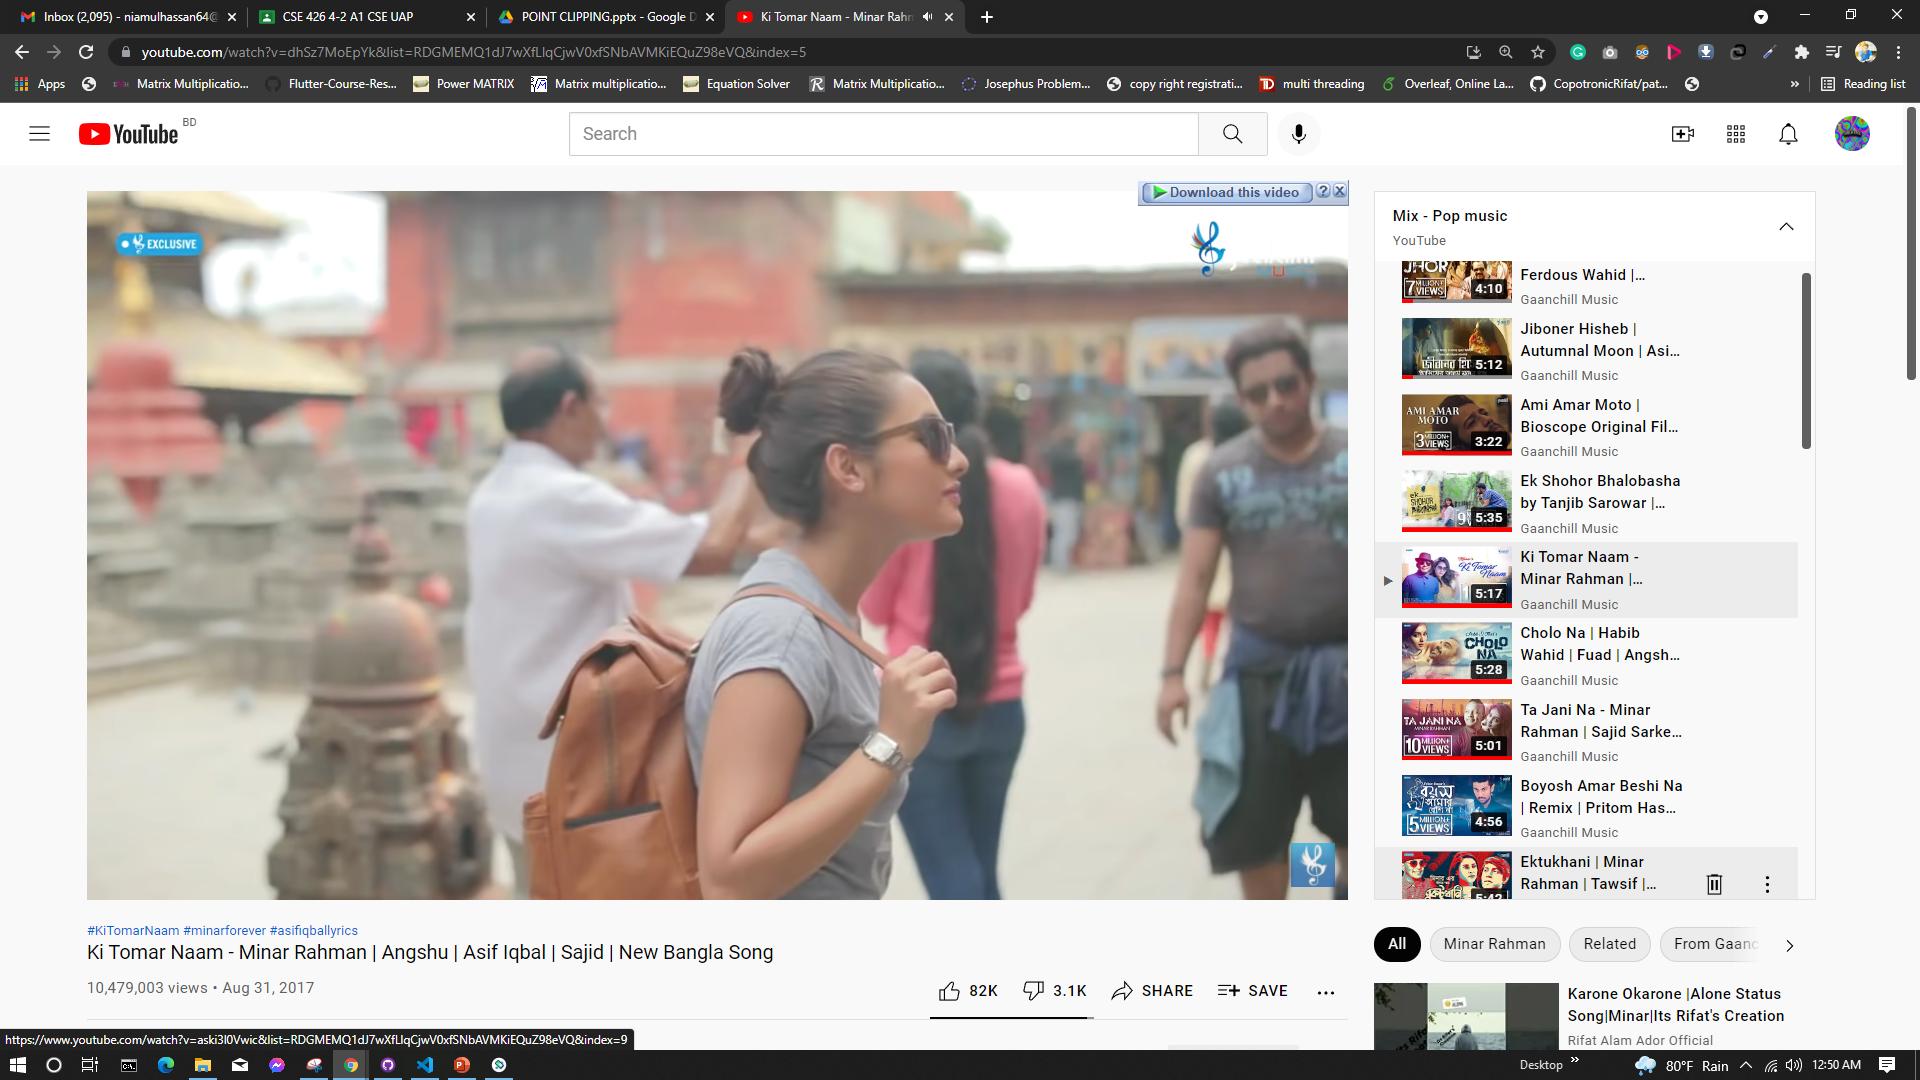 Inbox (2,095) - niamulhassan64@
CSE 426 4-2 A1 CSE UAP
POINT CLIPPING.pptx - Google D
Ki Tomar Naam - Minar Rahm
youtube.com/watch?v=dhSz7MoEpYk&list=RDGMEMQ1dJ7wXfLlqCjwV0xfSNbAVMKiEQuZ98eVQ&index=5
Apps
Matrix Multiplicatio...
Flutter-Course-Res...
Power MATRIX
Matrix multiplicatio...
Equation Solver
Matrix Multiplicatio...
Josephus Problem...
copy right registrati...
multi threading
Overleaf, Online La...
CopotronicRifat/pat...
»
Reading list
YouTube BD
Search
Download this video
EXCLUSIVE
Mix - Pop music
YouTube
JHOR
7 MILLION+ VIEWS
4:10
Ferdous Wahid |...
Gaanchill Music
5:12
Jiboner Hisheb |
Autumnal Moon | Asi...
Gaanchill Music
AMI AMAR
MOTO
3 MILLION+ VIEWS
3:22
Ami Amar Moto |
Bioscope Original Fil...
Gaanchill Music
5:35
Ek Shohor Bhalobasha
by Tanjib Sarowar |...
Gaanchill Music
Ki Tomar
Naam
5:17
Ki Tomar Naam -
Minar Rahman |...
Gaanchill Music
CHOLO
NA
5:28
Cholo Na | Habib
Wahid | Fuad | Angsh...
Gaanchill Music
TA JANI NA
MINAR RAHMAN
10 MILLION+ VIEWS
5:01
Ta Jani Na - Minar
Rahman | Sajid Sarke...
Gaanchill Music
বয়স
আমার
5 MILLION+ VIEWS
4:56
Boyosh Amar Beshi Na
| Remix | Pritom Has...
Gaanchill Music
5:42
Ektukhani | Minar
Rahman | Tawsif |...
#KiTomarNaam #minarforever #asifiqballyrics
Ki Tomar Naam - Minar Rahman | Angshu | Asif Iqbal | Sajid | New Bangla Song
10,479,003 views • Aug 31, 2017
82K
3.1K
SHARE
SAVE
All
Minar Rahman
Related
From Gaanc
Karone Okarone |Alone Status
Song|Minar|Its Rifat's Creation
Rifat Alam Ador Official
https://www.youtube.com/watch?v=aski3I0Vwic&list=RDGMEMQ1dJ7wXfLlqCjwV0xfSNbAVMKiEQuZ98eVQ&index=9
Desktop
»
80°F Rain
12:50 AM